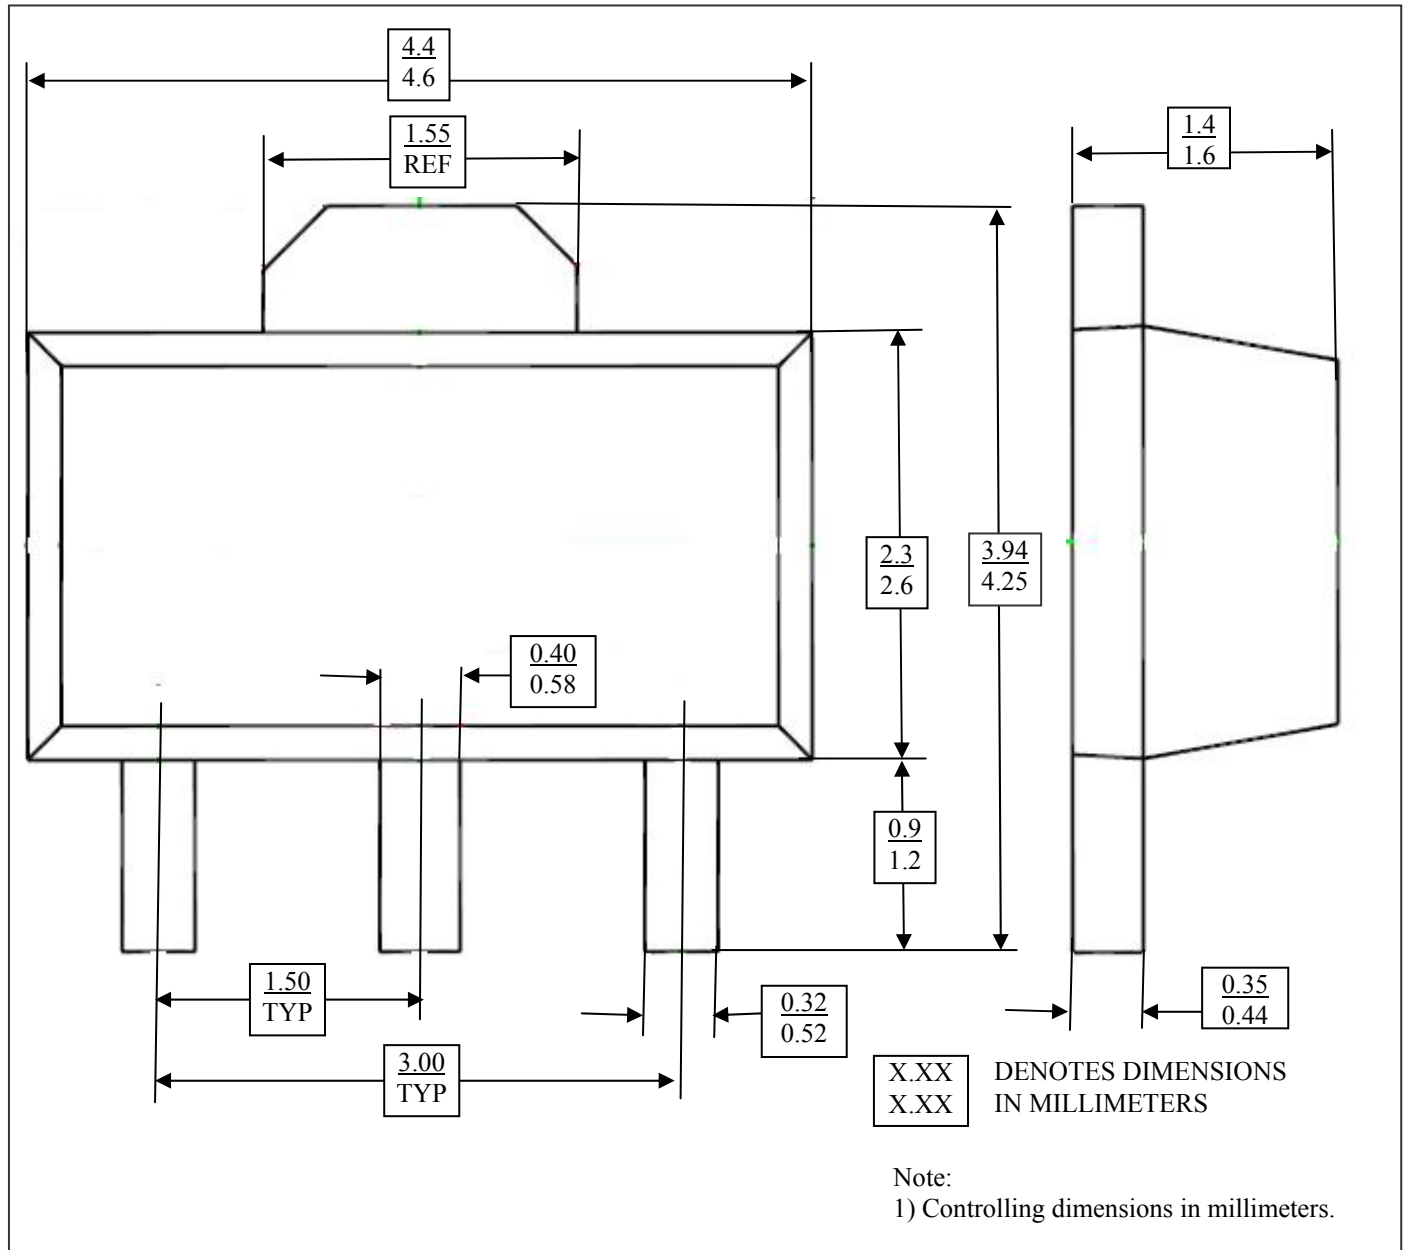 4.4
4.6
1.55
REF
1.4
1.6
2.3
2.6
3.94
4.25
0.40
0.58
0.9
1.2
1.50
TYP
0.32
0.52
0.35
0.44
3.00
TYP
X.XX
X.XX
DENOTES DIMENSIONS
IN MILLIMETERS
Note:
1) Controlling dimensions in millimeters.